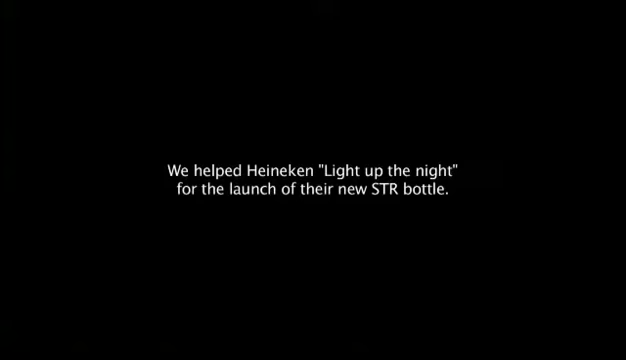 We helped Heineken "Light up the night"
for the launch of their new STR bottle.